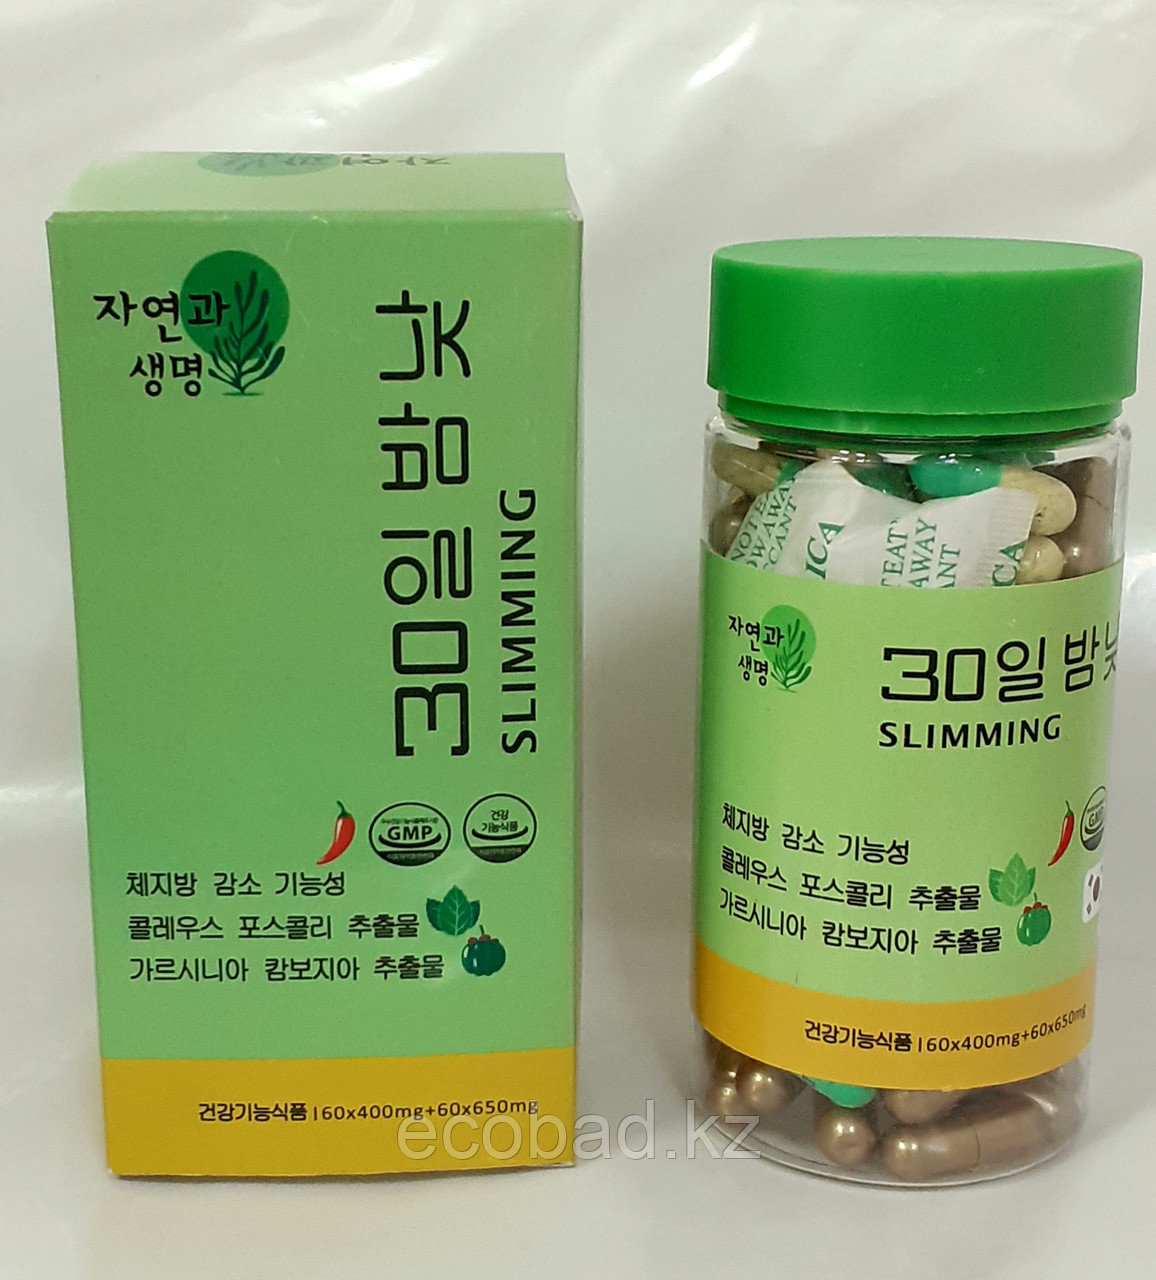 자연과
생명
30일 밤낮
SLIMMING
GMP
건강
기능식품
체지방 감소 기능성
콜레우스 포스콜리 추출물
가르시니아 캄보지아 추출물
건강기능식품 | 60x400mg+60x650mg
자연과
생명
30일 밤낮
SLIMMING
체지방 감소 기능성
콜레우스 포스콜리 추출물
가르시니아 캄보지아 추출물
건강기능식품 | 60x400mg+60x650mg
ecobad.kz